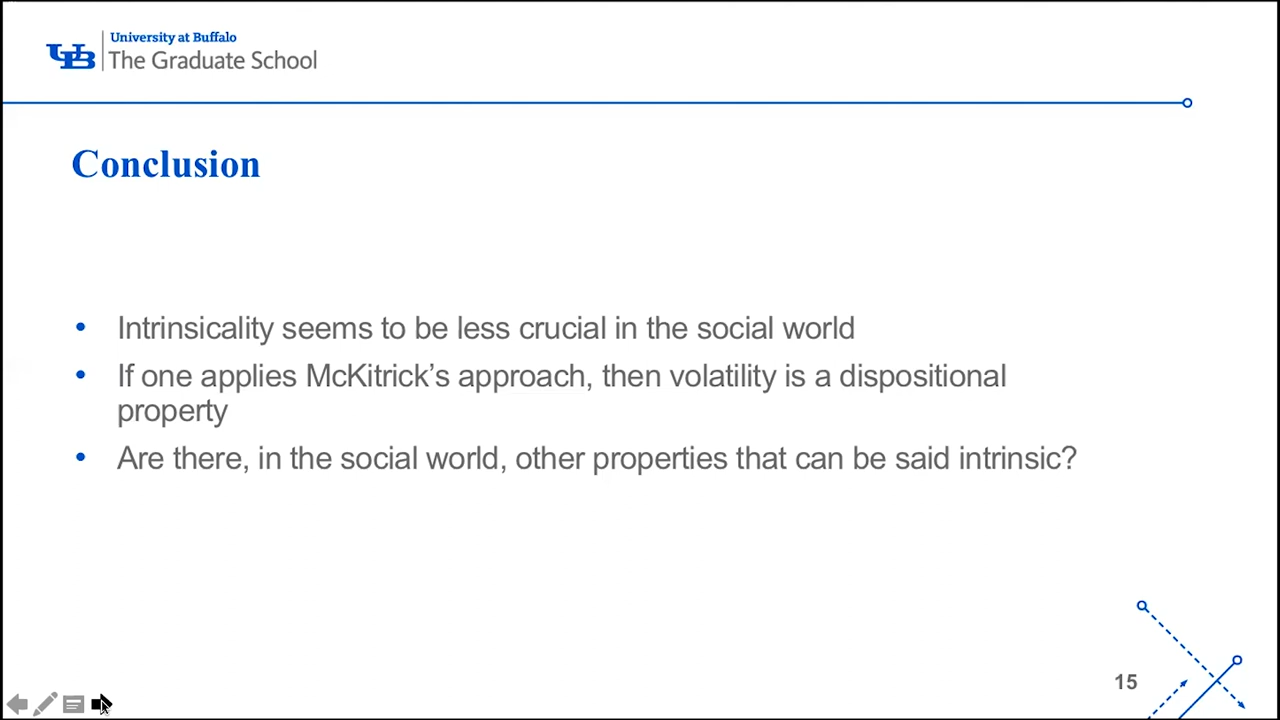 University at Buffalo
The Graduate School
Conclusion
• Intrinsicality seems to be less crucial in the social world
• If one applies McKitrick’s approach, then volatility is a dispositional
property
• Are there, in the social world, other properties that can be said intrinsic?
15